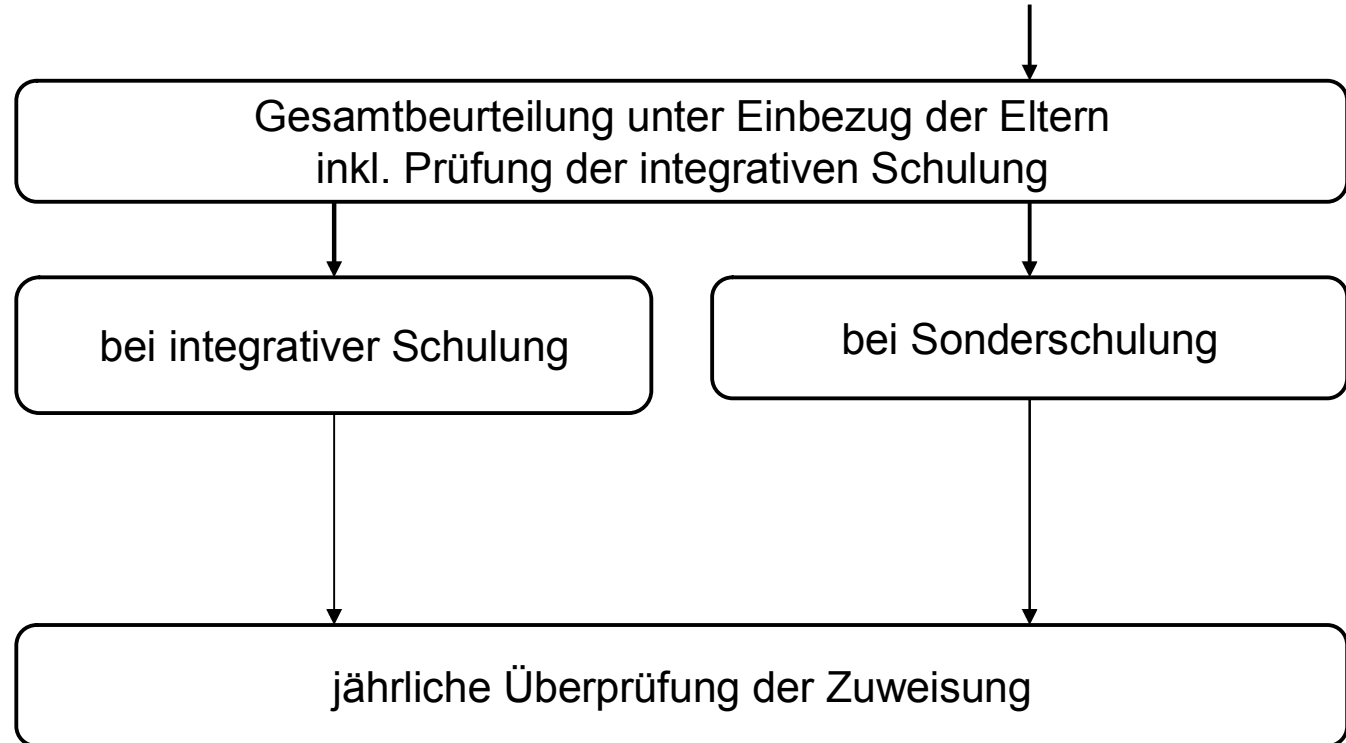 Gesamtbeurteilung unter Einbezug der Eltern
inkl. Prüfung der integrativen Schulung
bei integrativer Schulung
bei Sonderschulung
jährliche Überprüfung der Zuweisung